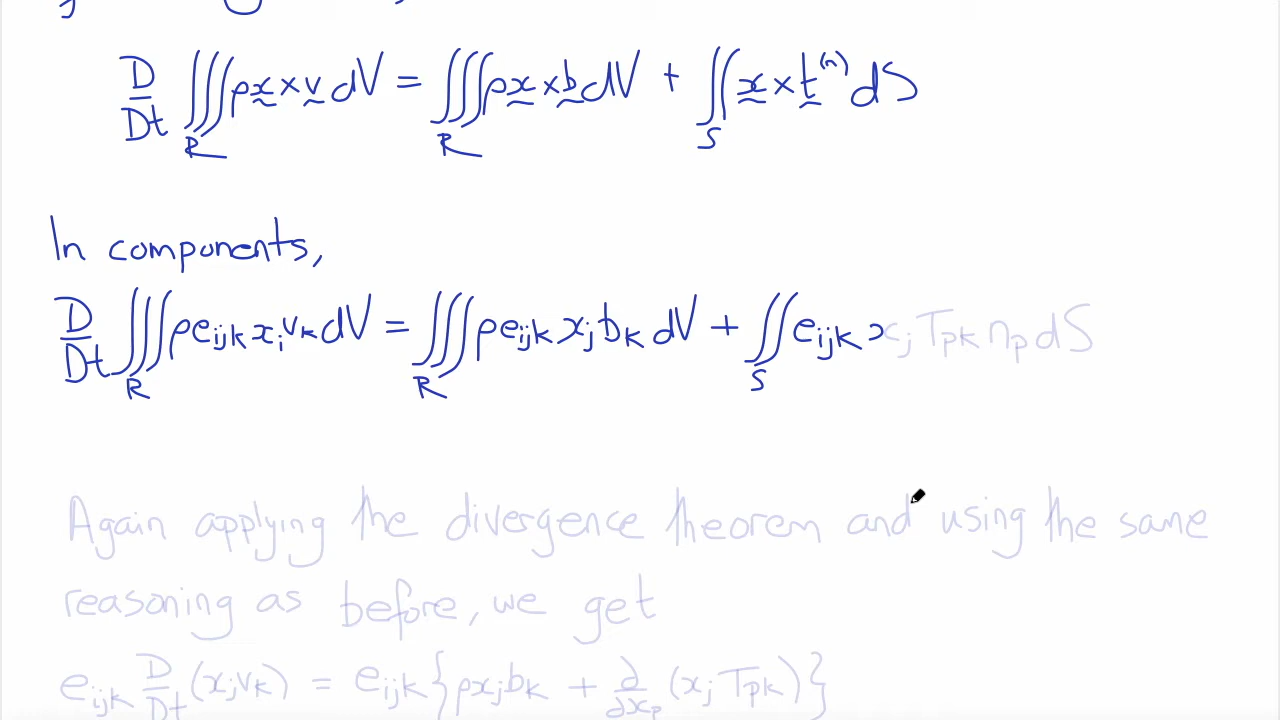 D/Dt ∭_R ρx̰ × v̰ dV = ∭_R ρx̰ × b̰ dV + ∬_S x̰ × t̰⁽ⁿ⁾ dS
In components,
D/Dt ∭_R ρe_ijk x_i v_k dV = ∭_R ρe_ijk x_j b_k dV + ∬_S e_ijk x_j T_pk n_p dS
Again applying the divergence theorem and using the same
reasoning as before, we get
e_ijk D/Dt (x_j v_k) = e_ijk {ρx_j b_k + ∂/∂x_p (x_j T_pk)}